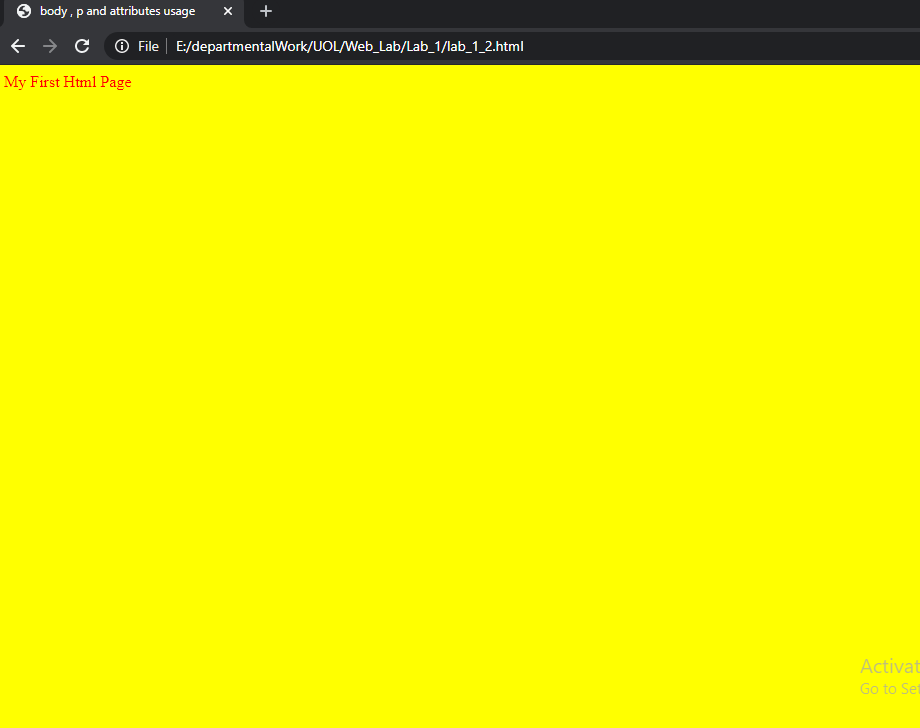 body , p and attributes usage
File E:/departmentalWork/UOL/Web_Lab/Lab_1/lab_1_2.html
My First Html Page
Activat
Go to Set